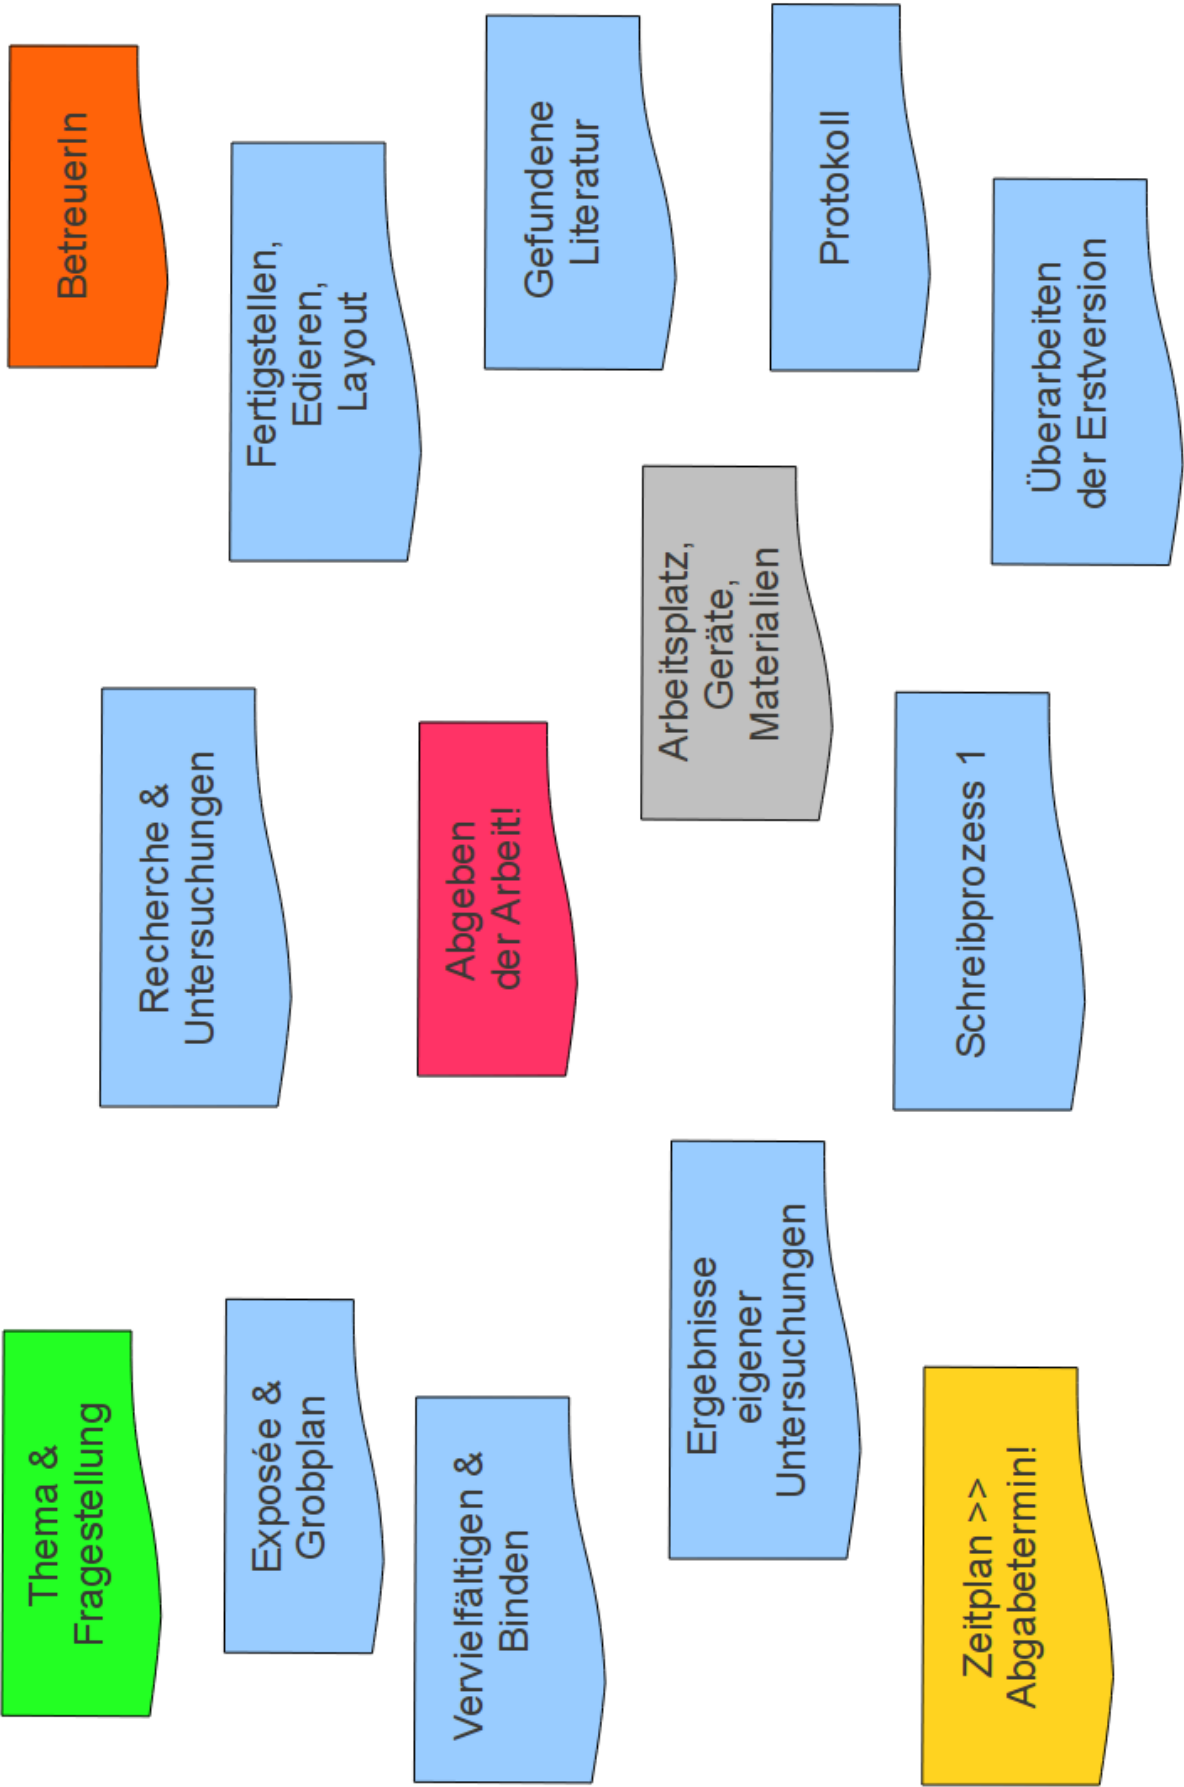 Thema &
Fragestellung
BetreuerIn
Recherche &
Untersuchungen
Exposée &
Grobplan
Fertigstellen,
Edieren,
Layout
Vervielfältigen &
Binden
Abgeben
der Arbeit!
Gefundene
Literatur
Ergebnisse
eigener
Untersuchungen
Arbeitsplatz,
Geräte,
Materialien
Protokoll
Zeitplan >>
Abgabetermin!
Schreibprozess 1
Überarbeiten
der Erstversion